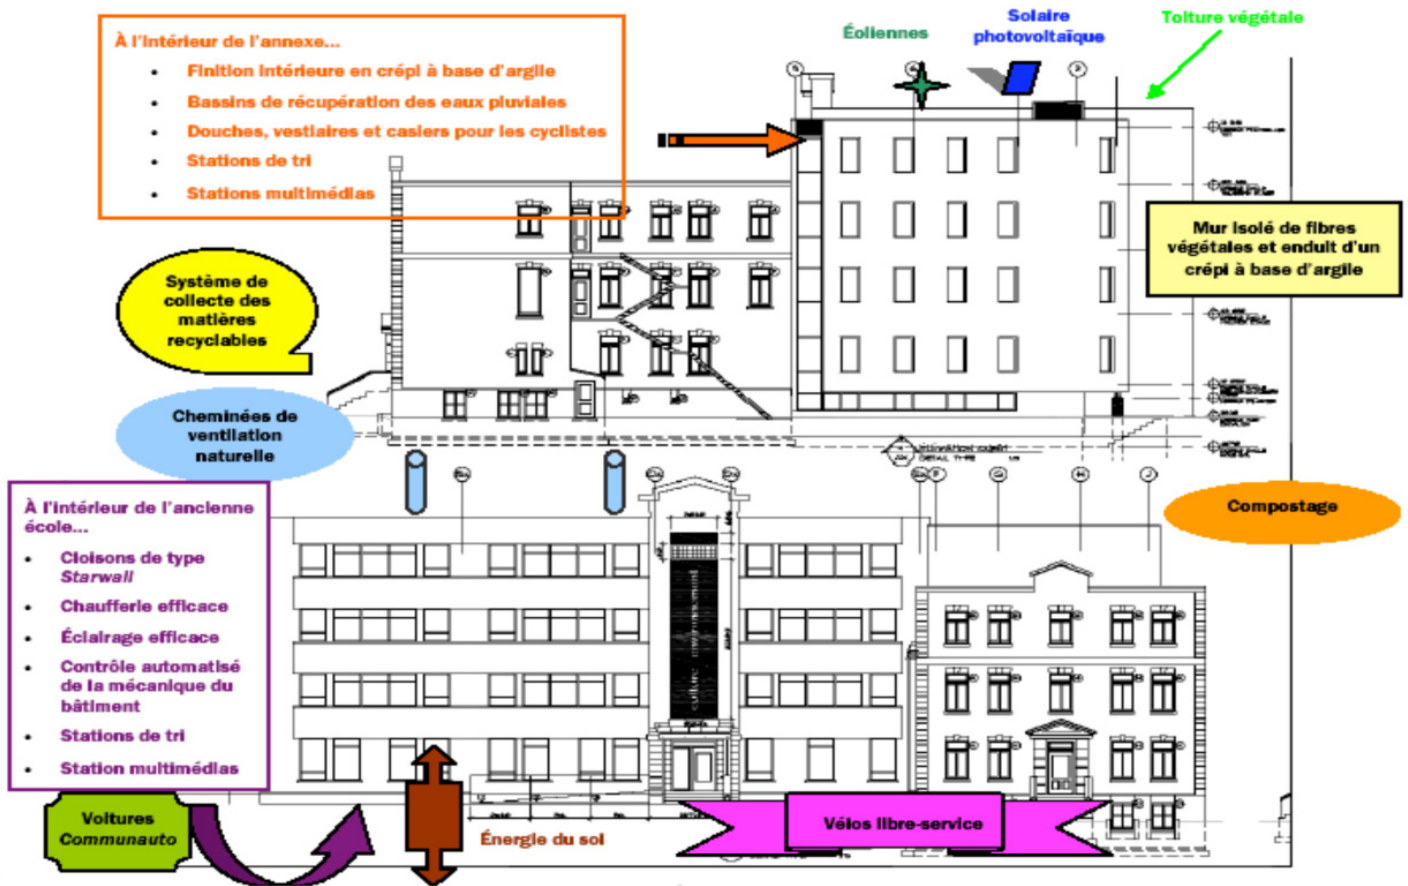 Éoliennes
Solaire
photovoltaïque
Toiture végétale
À l'intérieur de l'annexe...
• Finition intérieure en crépi à base d'argile
• Bassins de récupération des eaux pluviales
• Douches, vestiaires et casiers pour les cyclistes
• Stations de tri
• Stations multimédias
Mur isolé de fibres
végétales et enduit d'un
crépi à base d'argile
Système de
collecte des
matières
recyclables
Cheminées de
ventilation
naturelle
À l'intérieur de l'ancienne
école...
• Cloisons de type
Starwall
• Chaufferie efficace
• Éclairage efficace
• Contrôle automatisé
de la mécanique du
bâtiment
• Stations de tri
• Station multimédias
Compostage
culture environnement
Voitures
Communauto
Énergie du sol
Vélos libre-service